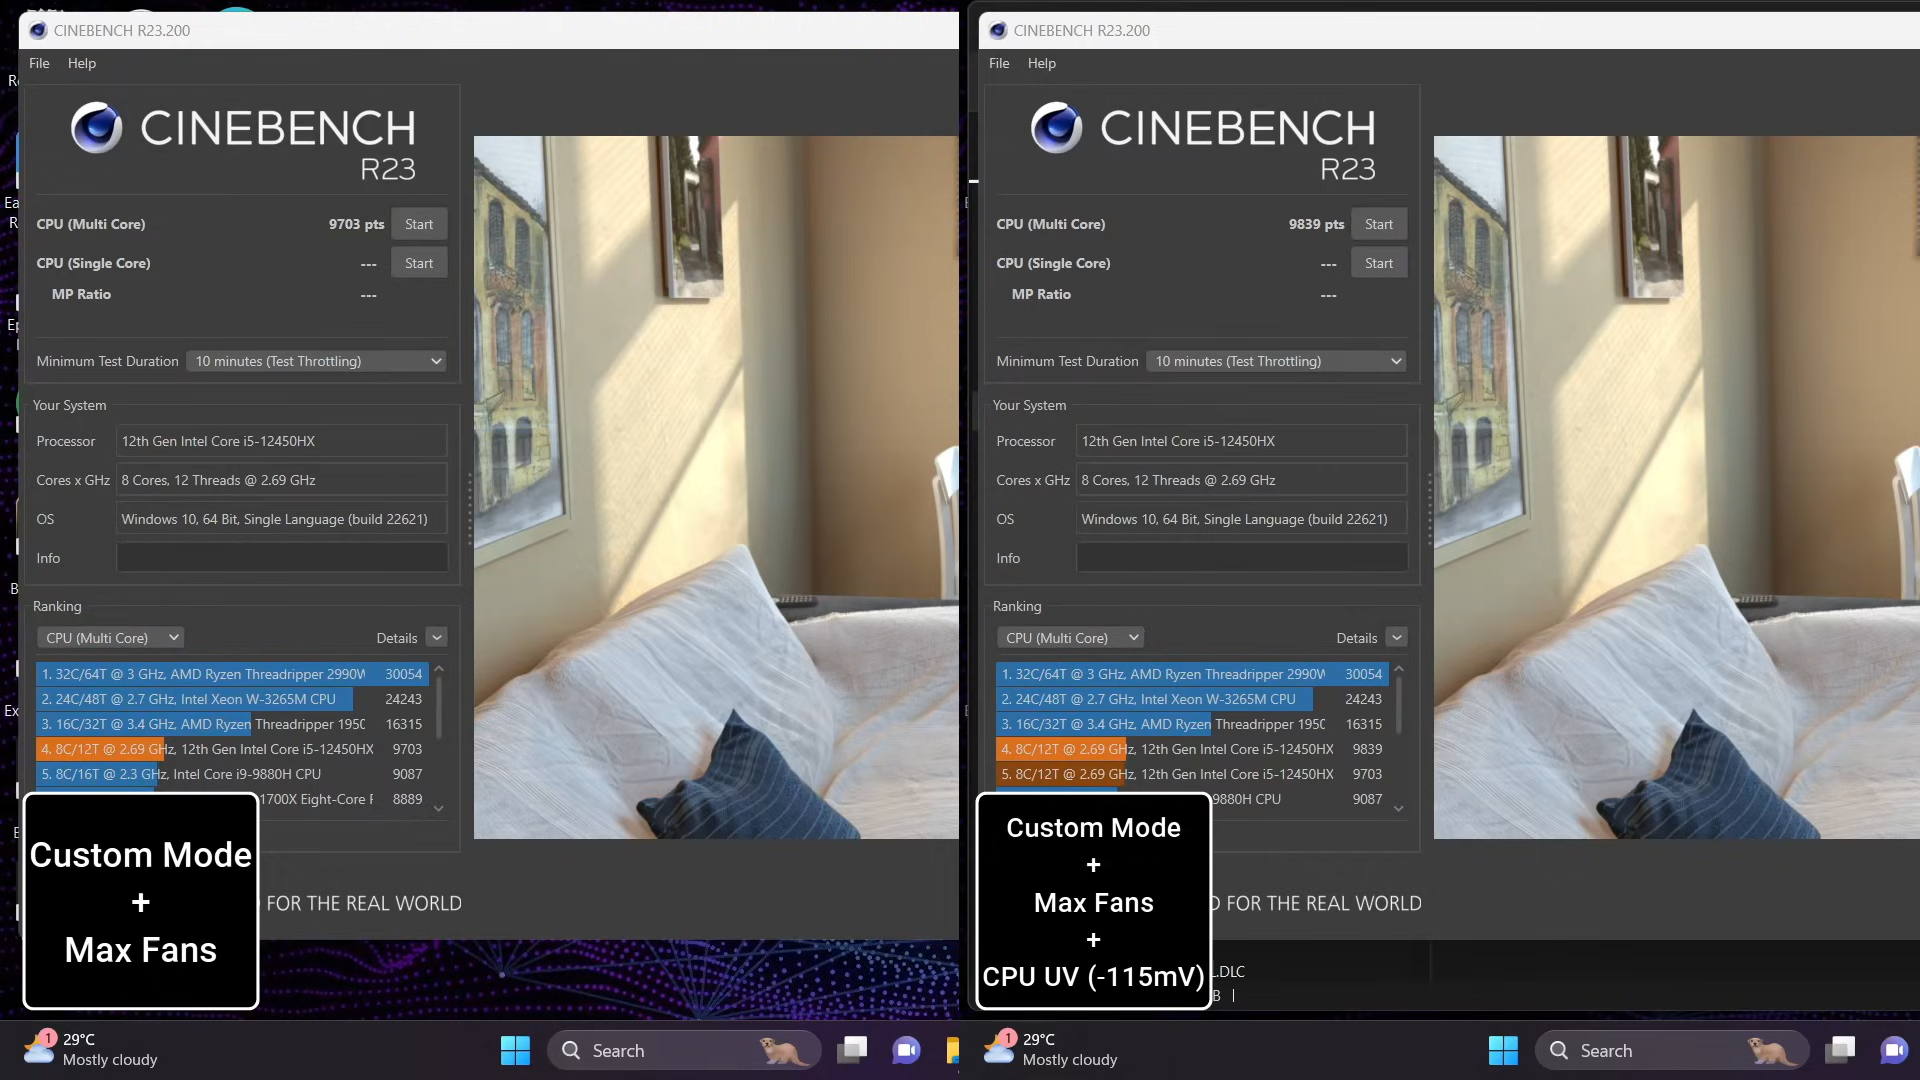 CINEBENCH R23.200
File Help
CINEBENCH
R23
CPU (Multi Core) 9703 pts Start
CPU (Single Core) --- Start
MP Ratio ---
Minimum Test Duration 10 minutes (Test Throttling)
Your System
Processor 12th Gen Intel Core i5-12450HX
Cores x GHz 8 Cores, 12 Threads @ 2.69 GHz
OS Windows 10, 64 Bit, Single Language (build 22621)
Info
Ranking
CPU (Multi Core) Details
1. 32C/64T @ 3 GHz, AMD Ryzen Threadripper 2990W 30054
2. 24C/48T @ 2.7 GHz, Intel Xeon W-3265M CPU 24243
3. 16C/32T @ 3.4 GHz, AMD Ryzen Threadripper 195 16315
4. 8C/12T @ 2.69 GHz, 12th Gen Intel Core i5-12450HX 9703
5. 8C/16T @ 2.3 GHz, Intel Core i9-9880H CPU 9087
1700X Eight-Core 8889
Custom Mode
+
Max Fans
FOR THE REAL WORLD
1
29°C
Mostly cloudy
Search
CINEBENCH R23.200
File Help
CINEBENCH
R23
CPU (Multi Core) 9839 pts Start
CPU (Single Core) --- Start
MP Ratio ---
Minimum Test Duration 10 minutes (Test Throttling)
Your System
Processor 12th Gen Intel Core i5-12450HX
Cores x GHz 8 Cores, 12 Threads @ 2.69 GHz
OS Windows 10, 64 Bit, Single Language (build 22621)
Info
Ranking
CPU (Multi Core) Details
1. 32C/64T @ 3 GHz, AMD Ryzen Threadripper 2990W 30054
2. 24C/48T @ 2.7 GHz, Intel Xeon W-3265M CPU 24243
3. 16C/32T @ 3.4 GHz, AMD Ryzen Threadripper 195 16315
4. 8C/12T @ 2.69 GHz, 12th Gen Intel Core i5-12450HX 9839
5. 8C/12T @ 2.69 GHz, 12th Gen Intel Core i5-12450HX 9703
9880H CPU 9087
Custom Mode
+
Max Fans
+
CPU UV (-115mV)
FOR THE REAL WORLD
.DLC
B
1
29°C
Mostly cloudy
Search